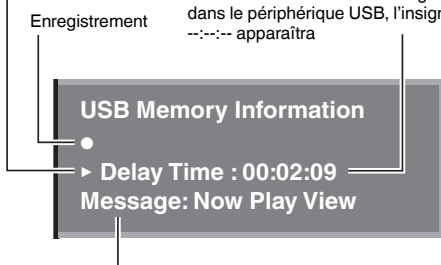 Enregistrement
dans le périphérique USB, l'insign
--:--:-- apparaîtra
USB Memory Information
● 
► Delay Time : 00:02:09
Message: Now Play View